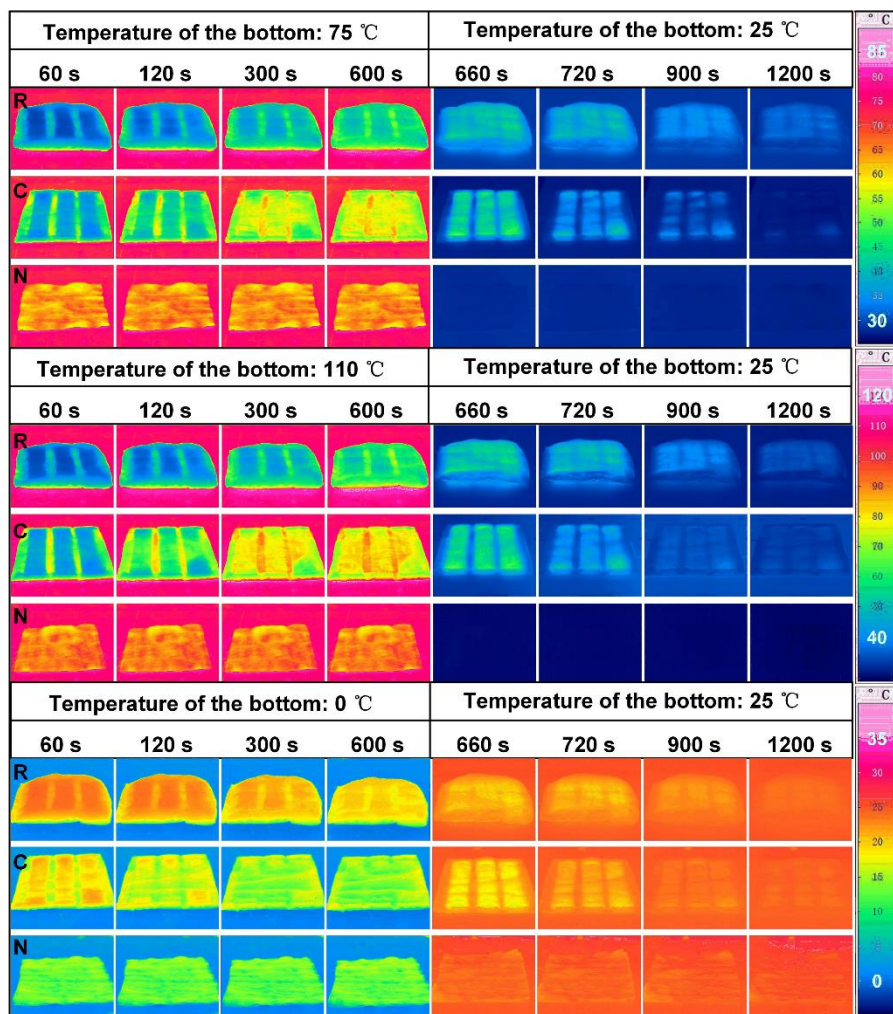 Temperature of the bottom: 75 ℃ Temperature of the bottom: 25 ℃ ° C
60 s 120 s 300 s 600 s 660 s 720 s 900 s 1200 s 85
80
R 75
70
65
60
C 55
50
45
40
N 35
30
Temperature of the bottom: 110 ℃ Temperature of the bottom: 25 ℃ ° C
60 s 120 s 300 s 600 s 660 s 720 s 900 s 1200 s 120
110
R 100
90
C 80
70
60
N 50
40
Temperature of the bottom: 0 ℃ Temperature of the bottom: 25 ℃ ° C
60 s 120 s 300 s 600 s 660 s 720 s 900 s 1200 s 35
R 30
25
20
C 15
10
N 5
0